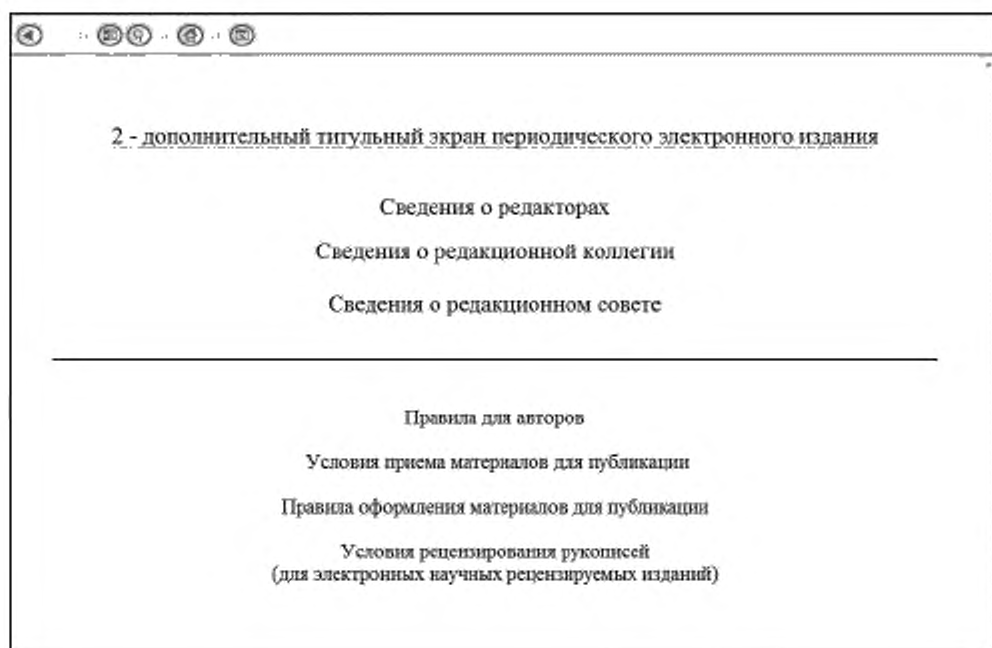 2 - дополнительный титульный экран периодического электронного издания
Сведения о редакторах
Сведения о редакционной коллегии
Сведения о редакционном совете
Правила для авторов
Условия приема материалов для публикации
Правила оформления материалов для публикации
Условия рецензирования рукописей
(для электронных научных рецензируемых изданий)